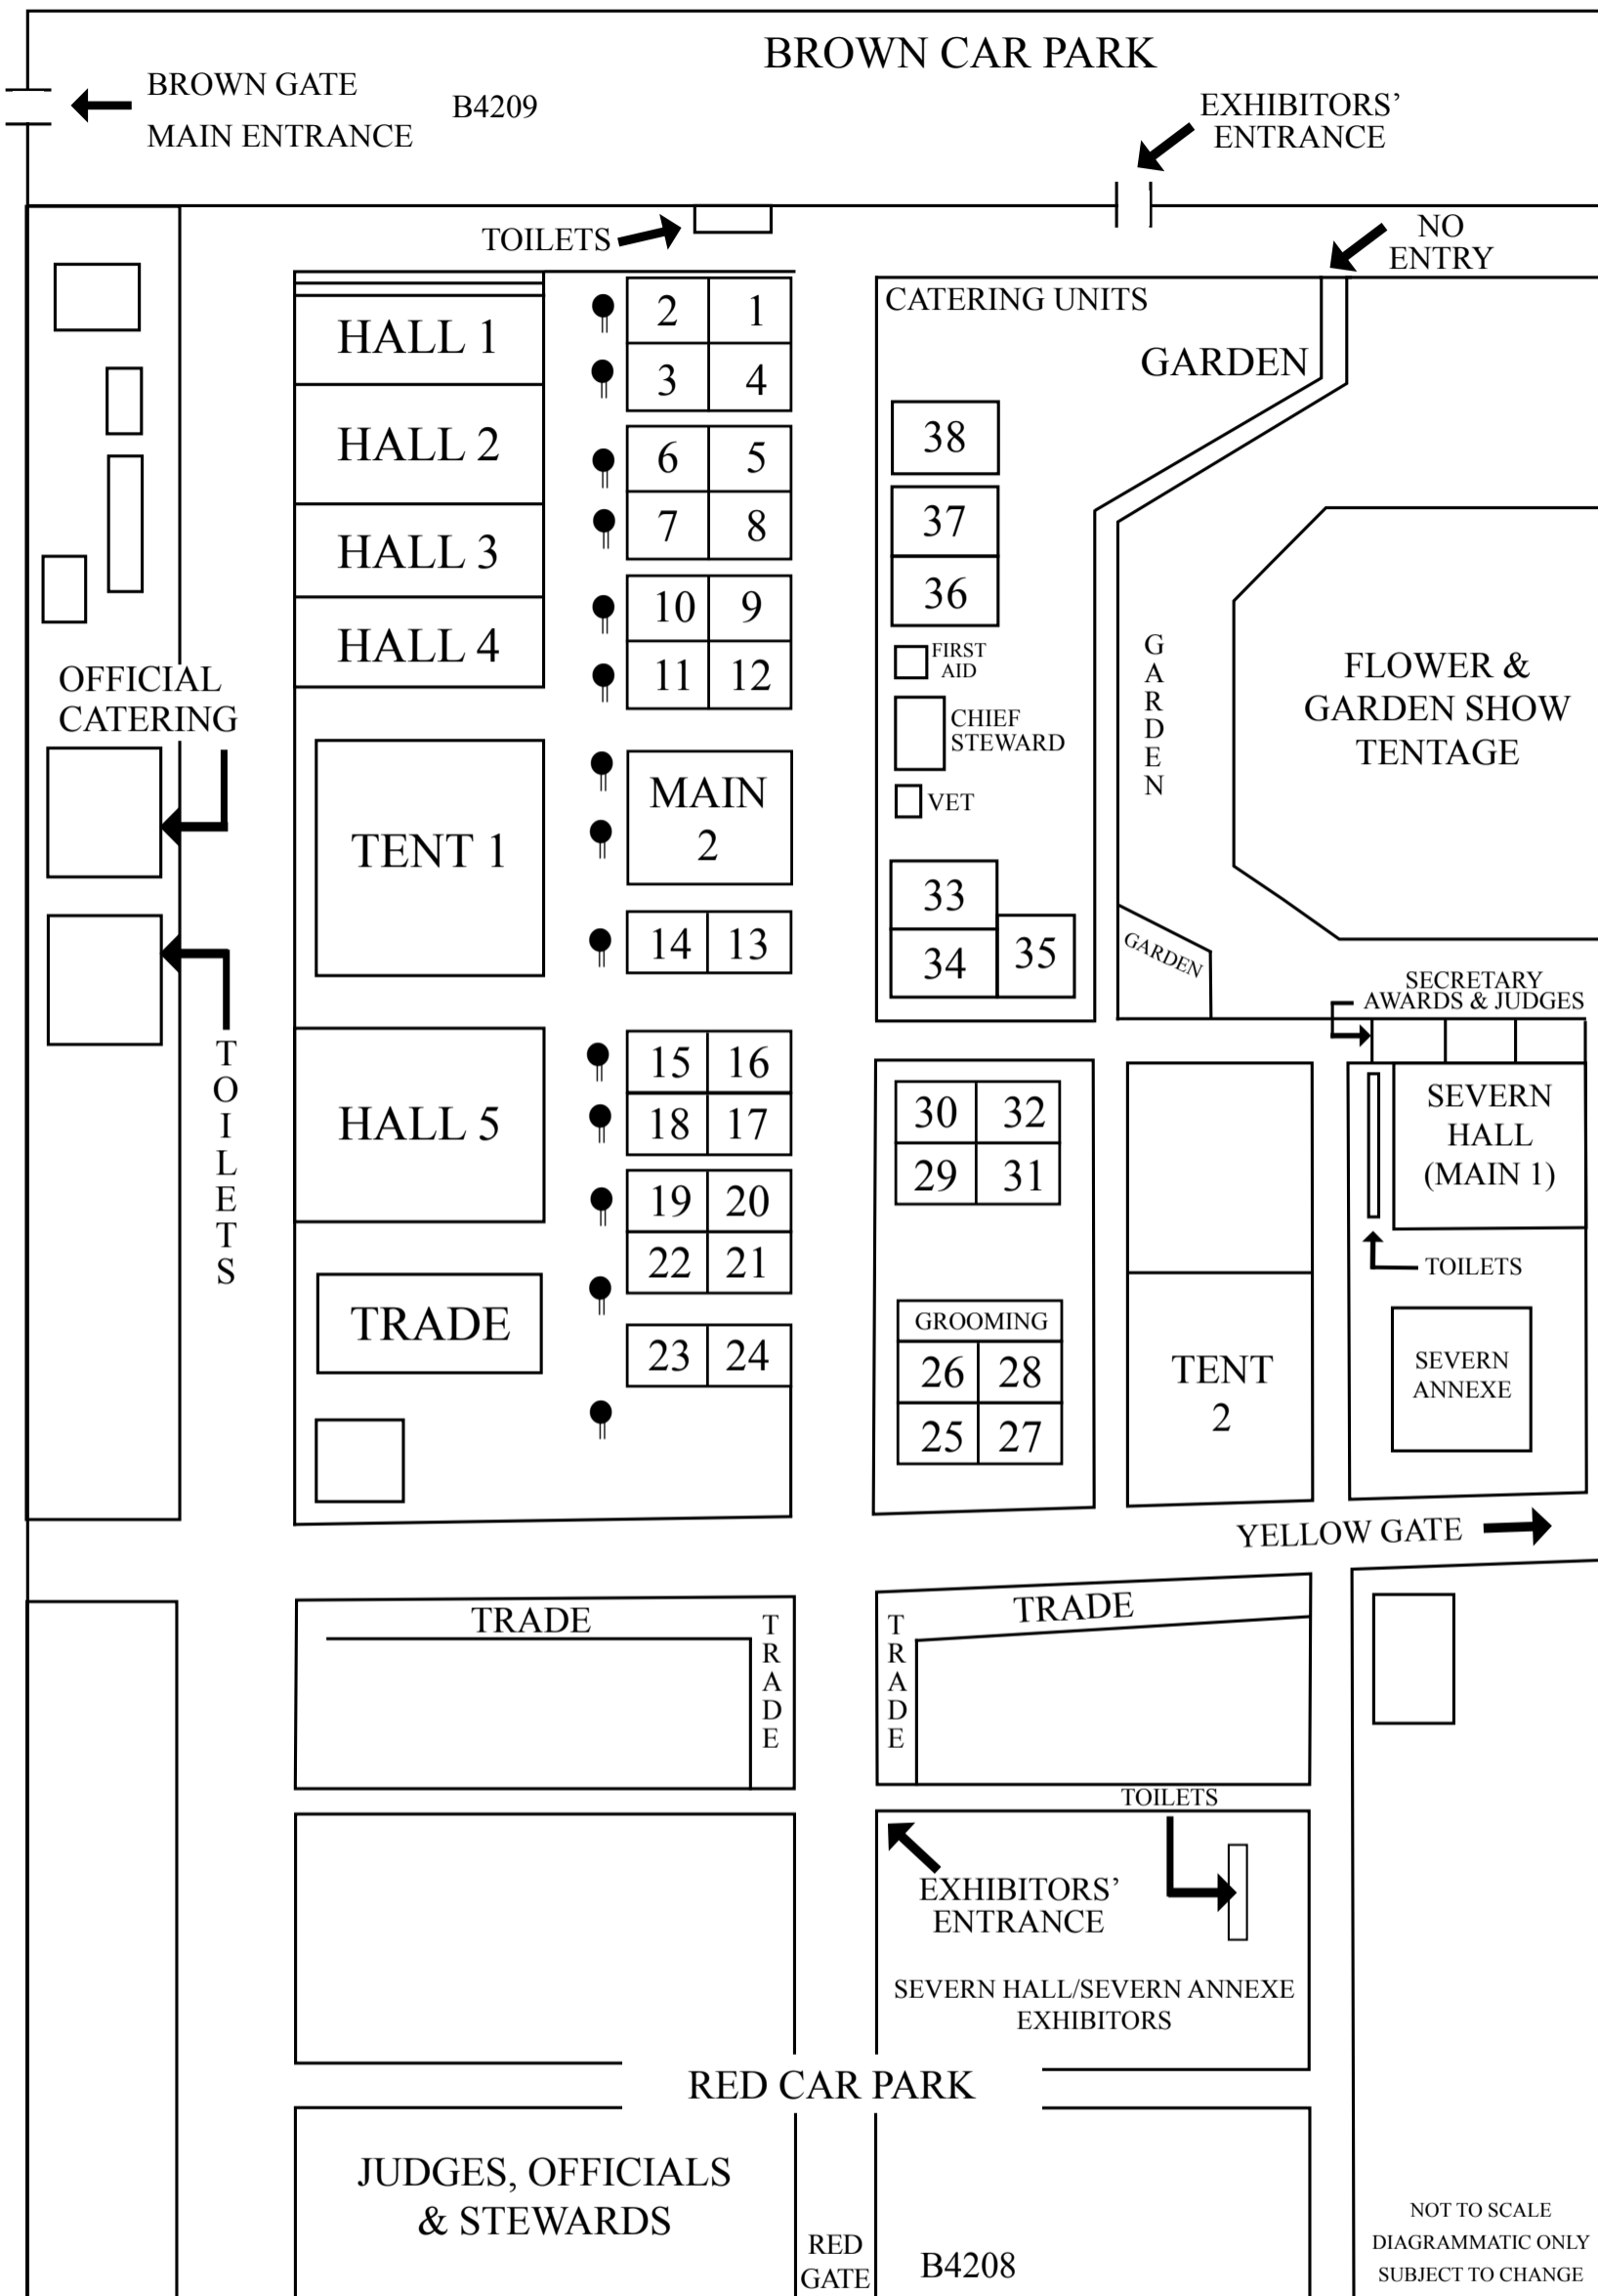 BROWN CAR PARK
BROWN GATE
MAIN ENTRANCE
B4209
EXHIBITORS'
ENTRANCE
TOILETS
NO
ENTRY
CATERING UNITS
GARDEN
HALL 1
HALL 2
HALL 3
HALL 4
2 1
3 4
6 5
7 8
10 9
11 12
38
37
36
FIRST
AID
CHIEF
STEWARD
VET
GARDEN
FLOWER &
GARDEN SHOW
TENTAGE
OFFICIAL
CATERING
TENT 1
MAIN
2
14 13
33
34
35
GARDEN
SECRETARY
AWARDS & JUDGES
TOILETS
HALL 5
15 16
18 17
19 20
22 21
23 24
30 32
29 31
SEVERN
HALL
(MAIN 1)
TOILETS
TRADE
GROOMING
26 28
25 27
TENT
2
SEVERN
ANNEXE
YELLOW GATE
TRADE
TRADE
TRADE
TRADE
TOILETS
EXHIBITORS'
ENTRANCE
SEVERN HALL/SEVERN ANNEXE
EXHIBITORS
RED CAR PARK
JUDGES, OFFICIALS
& STEWARDS
RED
GATE
B4208
NOT TO SCALE
DIAGRAMMATIC ONLY
SUBJECT TO CHANGE